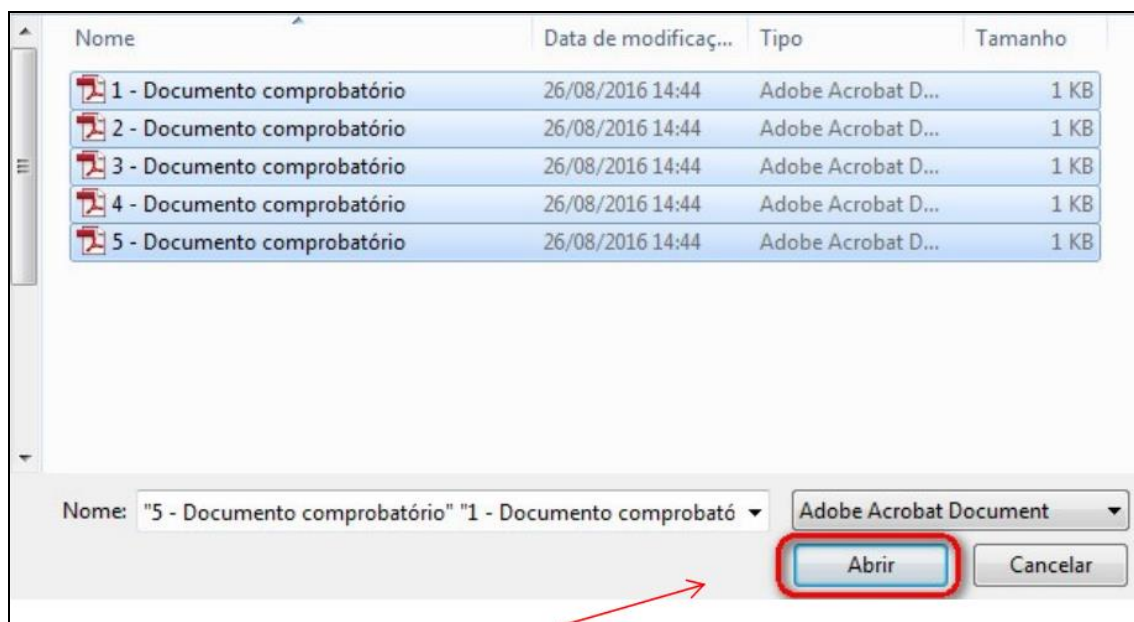 Nome Data de modificaç... Tipo Tamanho
1 - Documento comprobatório 26/08/2016 14:44 Adobe Acrobat D... 1 KB
2 - Documento comprobatório 26/08/2016 14:44 Adobe Acrobat D... 1 KB
3 - Documento comprobatório 26/08/2016 14:44 Adobe Acrobat D... 1 KB
4 - Documento comprobatório 26/08/2016 14:44 Adobe Acrobat D... 1 KB
5 - Documento comprobatório 26/08/2016 14:44 Adobe Acrobat D... 1 KB
Nome: "5 - Documento comprobatório" "1 - Documento comprobató Adobe Acrobat Document
Abrir Cancelar